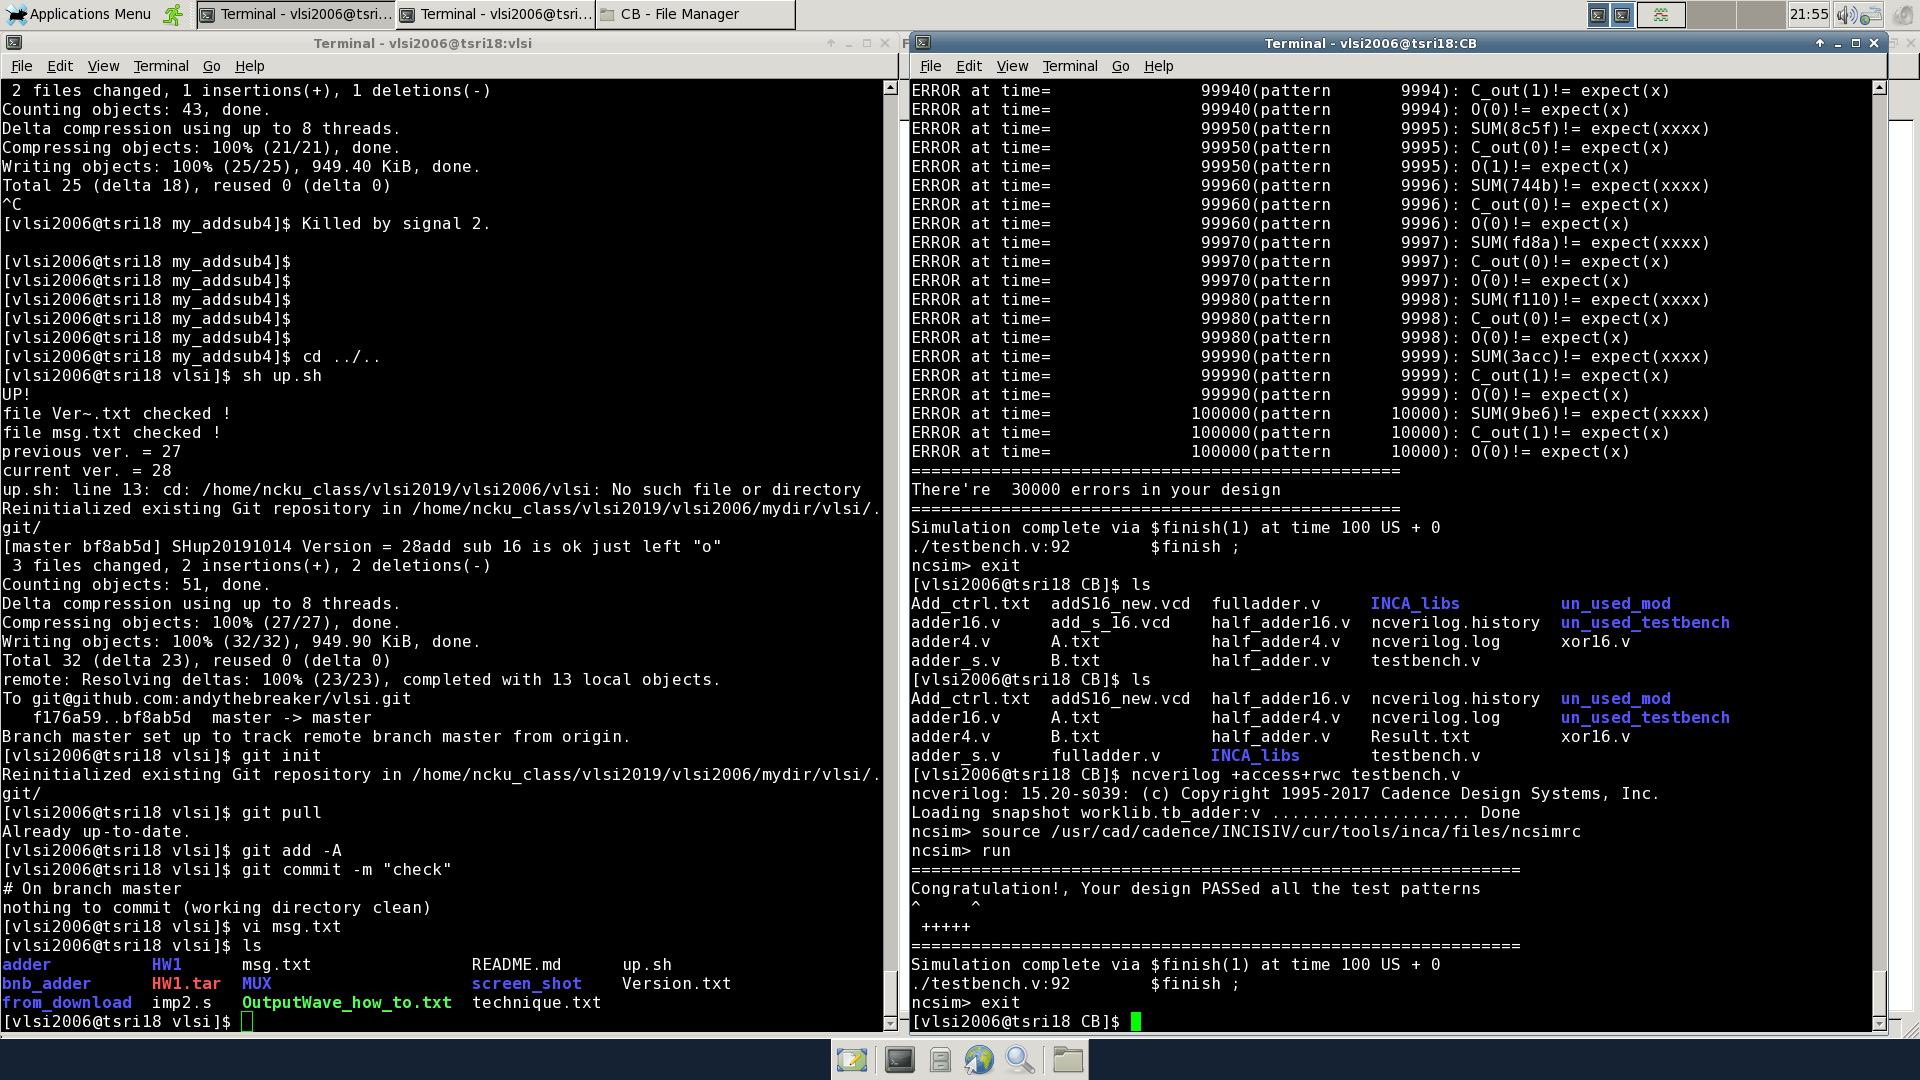 Applications Menu
Terminal - vlsi2006@tsri...
Terminal - vlsi2006@tsri...
CB - File Manager
21:55
Terminal - vlsi2006@tsri18:vlsi
File Edit View Terminal Go Help
 2 files changed, 1 insertions(+), 1 deletions(-)
Counting objects: 43, done.
Delta compression using up to 8 threads.
Compressing objects: 100% (21/21), done.
Writing objects: 100% (25/25), 949.40 KiB, done.
Total 25 (delta 18), reused 0 (delta 0)
^C
[vlsi2006@tsri18 my_addsub4]$ Killed by signal 2.
[vlsi2006@tsri18 my_addsub4]$
[vlsi2006@tsri18 my_addsub4]$
[vlsi2006@tsri18 my_addsub4]$
[vlsi2006@tsri18 my_addsub4]$
[vlsi2006@tsri18 my_addsub4]$
[vlsi2006@tsri18 my_addsub4]$ cd ../..
[vlsi2006@tsri18 vlsi]$ sh up.sh
UP!
file Ver~.txt checked !
file msg.txt checked !
previous ver. = 27
current ver. = 28
up.sh: line 13: cd: /home/ncku_class/vlsi2019/vlsi2006/vlsi: No such file or directory
Reinitialized existing Git repository in /home/ncku_class/vlsi2019/vlsi2006/mydir/vlsi/.
git/
[master bf8ab5d] SHup20191014 Version = 28add sub 16 is ok just left "o"
 3 files changed, 2 insertions(+), 2 deletions(-)
Counting objects: 51, done.
Delta compression using up to 8 threads.
Compressing objects: 100% (27/27), done.
Writing objects: 100% (32/32), 949.90 KiB, done.
Total 32 (delta 23), reused 0 (delta 0)
remote: Resolving deltas: 100% (23/23), completed with 13 local objects.
To git@github.com:andythebreaker/vlsi.git
   f176a59..bf8ab5d  master -> master
Branch master set up to track remote branch master from origin.
[vlsi2006@tsri18 vlsi]$ git init
Reinitialized existing Git repository in /home/ncku_class/vlsi2019/vlsi2006/mydir/vlsi/.
git/
[vlsi2006@tsri18 vlsi]$ git pull
Already up-to-date.
[vlsi2006@tsri18 vlsi]$ git add -A
[vlsi2006@tsri18 vlsi]$ git commit -m "check"
# On branch master
nothing to commit (working directory clean)
[vlsi2006@tsri18 vlsi]$ vi msg.txt
[vlsi2006@tsri18 vlsi]$ ls
adder          HW1      msg.txt                README.md      up.sh
bnb_adder      HW1.tar  MUX                    screen_shot    Version.txt
from_download  imp2.s   OutputWave_how_to.txt  technique.txt
[vlsi2006@tsri18 vlsi]$
Terminal - vlsi2006@tsri18:CB
File Edit View Terminal Go Help
ERROR at time=               99940(pattern       9994): C_out(1)!= expect(x)
ERROR at time=               99940(pattern       9994): O(0)!= expect(x)
ERROR at time=               99950(pattern       9995): SUM(8c5f)!= expect(xxxx)
ERROR at time=               99950(pattern       9995): C_out(0)!= expect(x)
ERROR at time=               99950(pattern       9995): O(1)!= expect(x)
ERROR at time=               99960(pattern       9996): SUM(744b)!= expect(xxxx)
ERROR at time=               99960(pattern       9996): C_out(0)!= expect(x)
ERROR at time=               99960(pattern       9996): O(0)!= expect(x)
ERROR at time=               99970(pattern       9997): SUM(fd8a)!= expect(xxxx)
ERROR at time=               99970(pattern       9997): C_out(0)!= expect(x)
ERROR at time=               99970(pattern       9997): O(0)!= expect(x)
ERROR at time=               99980(pattern       9998): SUM(f110)!= expect(xxxx)
ERROR at time=               99980(pattern       9998): C_out(0)!= expect(x)
ERROR at time=               99980(pattern       9998): O(0)!= expect(x)
ERROR at time=               99990(pattern       9999): SUM(3acc)!= expect(xxxx)
ERROR at time=               99990(pattern       9999): C_out(1)!= expect(x)
ERROR at time=               99990(pattern       9999): O(0)!= expect(x)
ERROR at time=              100000(pattern      10000): SUM(9be6)!= expect(xxxx)
ERROR at time=              100000(pattern      10000): C_out(1)!= expect(x)
ERROR at time=              100000(pattern      10000): O(0)!= expect(x)
=================================================
There're  30000 errors in your design
=================================================
Simulation complete via $finish(1) at time 100 US + 0
./testbench.v:92        $finish ;
ncsim> exit
[vlsi2006@tsri18 CB]$ ls
Add_ctrl.txt  addS16_new.vcd  fulladder.v     INCA_libs          un_used_mod
adder16.v     add_s_16.vcd    half_adder16.v  ncverilog.history  un_used_testbench
adder4.v      A.txt           half_adder4.v   ncverilog.log      xor16.v
adder_s.v     B.txt           half_adder.v    testbench.v
[vlsi2006@tsri18 CB]$ ls
Add_ctrl.txt  addS16_new.vcd  half_adder16.v  ncverilog.history  un_used_mod
adder16.v     A.txt           half_adder4.v   ncverilog.log      un_used_testbench
adder4.v      B.txt           half_adder.v    Result.txt         xor16.v
adder_s.v     fulladder.v     INCA_libs       testbench.v
[vlsi2006@tsri18 CB]$ ncverilog +access+rwc testbench.v
ncverilog: 15.20-s039: (c) Copyright 1995-2017 Cadence Design Systems, Inc.
Loading snapshot worklib.tb_adder:v .................... Done
ncsim> source /usr/cad/cadence/INCISIV/cur/tools/inca/files/ncsimrc
ncsim> run
=============================================================
Congratulation!, Your design PASSed all the test patterns
^     ^
 +++++
=============================================================
Simulation complete via $finish(1) at time 100 US + 0
./testbench.v:92        $finish ;
ncsim> exit
[vlsi2006@tsri18 CB]$